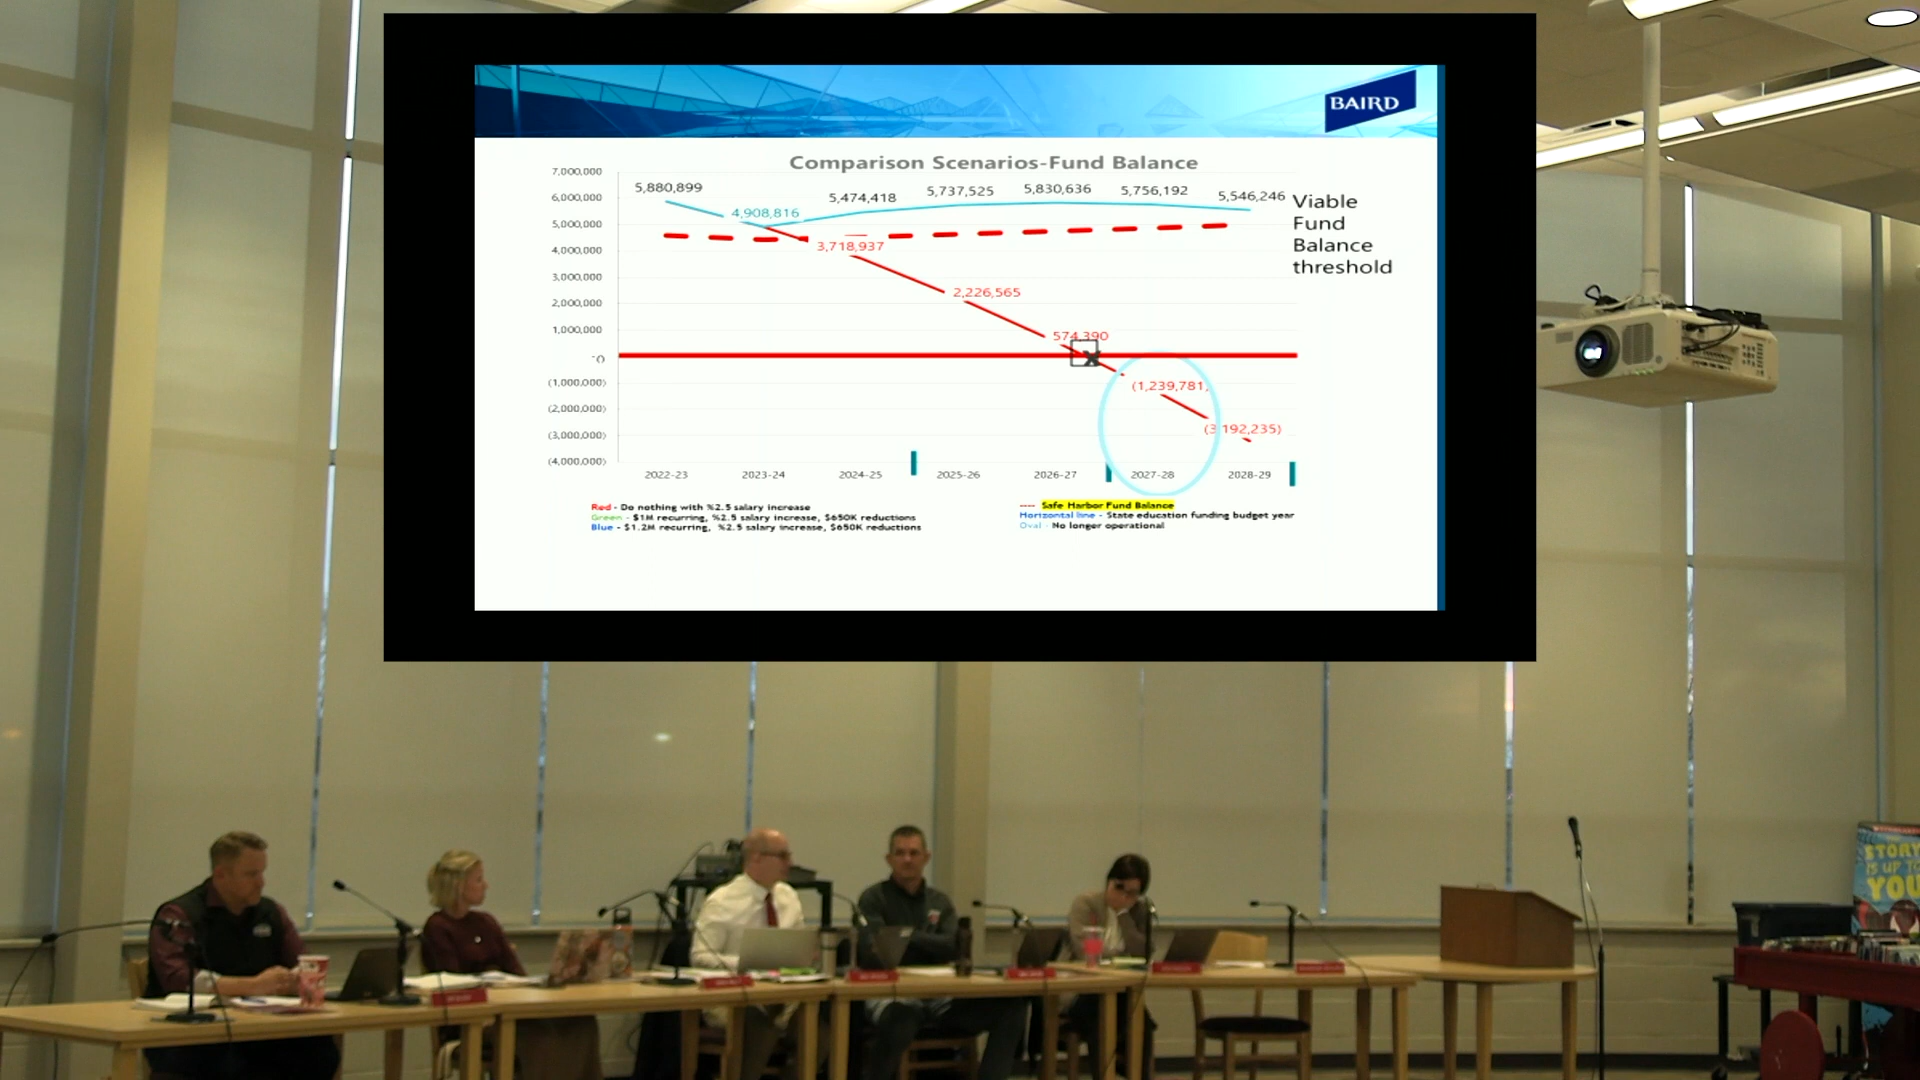 BAIRD
Comparison Scenarios-Fund Balance
7,000,000
6,000,000
5,000,000
4,000,000
3,000,000
2,000,000
1,000,000
(1,000,000)
(2,000,000)
(3,000,000)
(4,000,000)
5,880,899
4,908,816
5,474,418
5,737,525
5,830,636
5,756,192
5,546,246
3,718,937
2,226,565
574,390
(1,239,781
(3,192,235)
Viable
Fund
Balance
threshold
2022-23 2023-24 2024-25 2025-26 2026-27 2027-28 2028-29
Red - Do nothing with %2.5 salary increase
Green - $1M recurring, %2.5 salary increase, $650K reductions
Blue - $1.2M recurring, %2.5 salary increase, $650K reductions
---- Safe Harbor Fund Balance
Horizontal line - State education funding budget year
Oval - No longer operational
STORY
IS UP TO
YOU